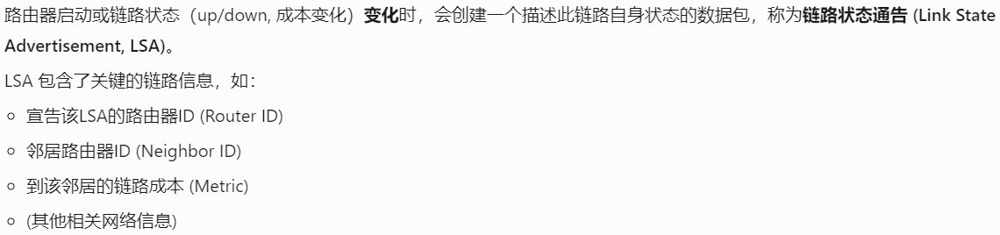 路由器启动或链路状态（up/down, 成本变化）变化时，会创建一个描述此链路自身状态的数据包，称为链路状态通告 (Link State
Advertisement, LSA)。
LSA 包含了关键的链路信息，如：
○ 宣告该LSA的路由器ID (Router ID)
○ 邻居路由器ID (Neighbor ID)
○ 到该邻居的链路成本 (Metric)
○ (其他相关网络信息)